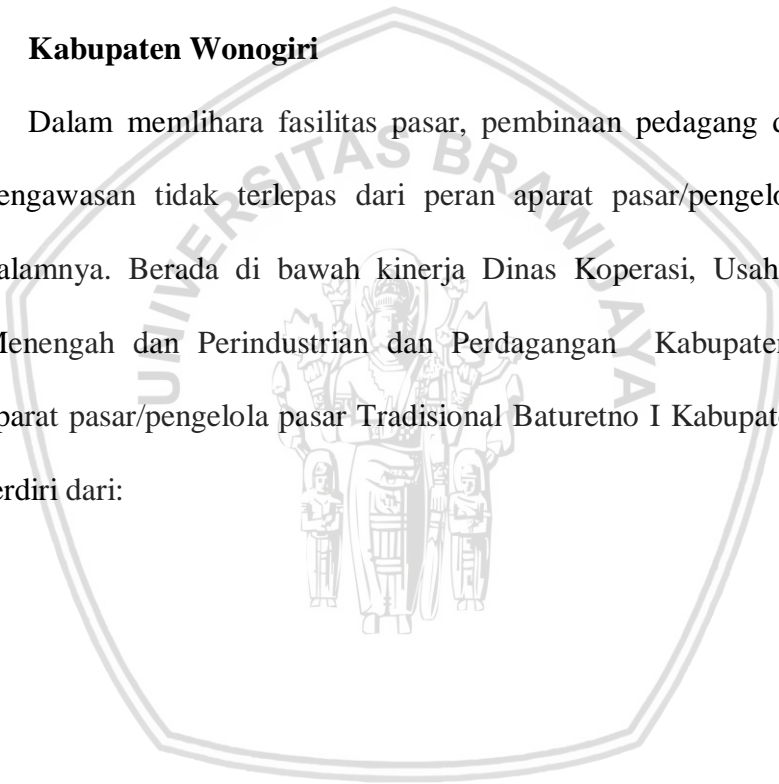 Kabupaten Wonogiri
Dalam memlihara fasilitas pasar, pembinaan pedagang d
engawasan tidak terlepas dari peran aparat pasar/pengelo
alamnya. Berada di bawah kinerja Dinas Koperasi, Usah
Menengah dan Perindustrian dan Perdagangan Kabupaten
parat pasar/pengelola pasar Tradisional Baturetno I Kabupat
erdiri dari:
UNIVERSITAS BRAWIJAYA